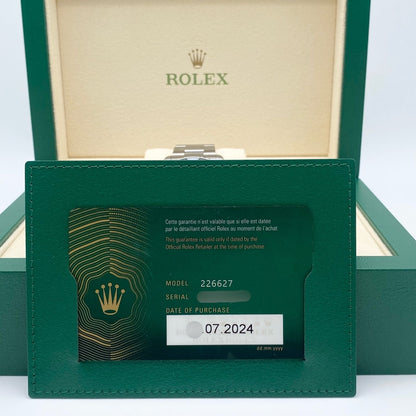 ROLEX
Cette garantie n'est valable que si elle est datée
par le détaillant officiel Rolex au moment de l'achat.
This guarantee is valid only if dated by the
Official Rolex Retailer at the time of purchase.
MODEL 226627
SERIAL
DATE OF PURCHASE
.07.2024
dd.mm.yyyy